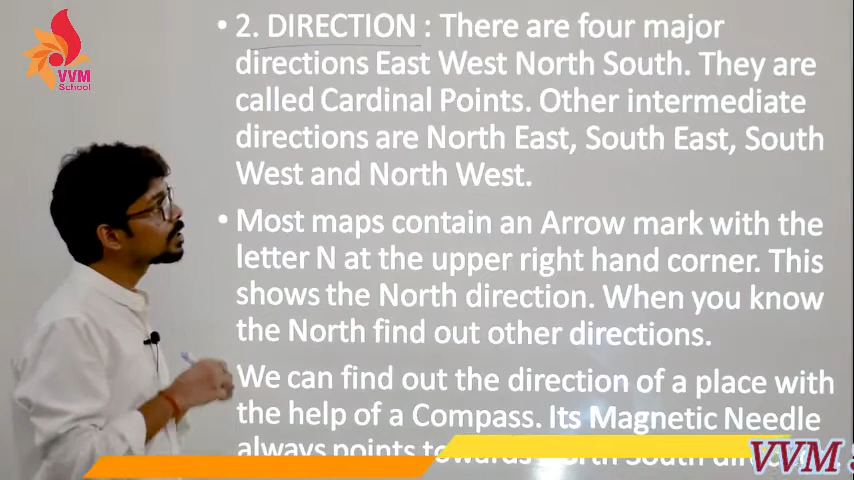 VVM
School
• 2. DIRECTION : There are four major
directions East West North South. They are
called Cardinal Points. Other intermediate
directions are North East, South East, South
West and North West.
• Most maps contain an Arrow mark with the
letter N at the upper right hand corner. This
shows the North direction. When you know
the North find out other directions.
We can find out the direction of a place with
the help of a Compass. Its Magnetic Needle
always points towards North South
VVM